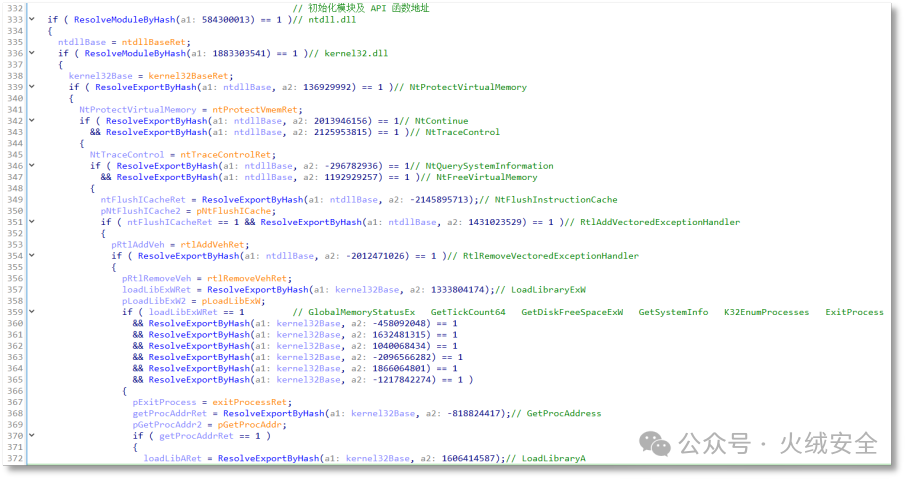 332 // 初始化模块及 API 函数地址
333 if ( ResolveModuleByHash(a1: 584300013) == 1 )// ntdll.dll
334 {
335 ntdllBase = ntdllBaseRet;
336 if ( ResolveModuleByHash(a1: 1883303541) == 1 )// kernel32.dll
337 {
338 kernel32Base = kernel32BaseRet;
339 if ( ResolveExportByHash(a1: ntdllBase, a2: 136929992) == 1 )// NtProtectVirtualMemory
340 {
341 NtProtectVirtualMemory = ntProtectVmemRet;
342 if ( ResolveExportByHash(a1: ntdllBase, a2: 2013946156) == 1// NtContinue
343 && ResolveExportByHash(a1: ntdllBase, a2: 2125953815) == 1 )// NtTraceControl
344 {
345 NtTraceControl = ntTraceControlRet;
346 if ( ResolveExportByHash(a1: ntdllBase, a2: -296782936) == 1// NtQuerySystemInformation
347 && ResolveExportByHash(a1: ntdllBase, a2: 1192929257) == 1 )// NtFreeVirtualMemory
348 {
349 ntFlushICacheRet = ResolveExportByHash(a1: ntdllBase, a2: -2145895713);// NtFlushInstructionCache
350 pNtFlushICache2 = pNtFlushICache;
351 if ( ntFlushICacheRet == 1 && ResolveExportByHash(a1: ntdllBase, a2: 1431023529) == 1 )// RtlAddVectoredExceptionHandler
352 {
353 pRtlAddVeh = rtlAddVehRet;
354 if ( ResolveExportByHash(a1: ntdllBase, a2: -2012471026) == 1 )// RtlRemoveVectoredExceptionHandler
355 {
356 pRtlRemoveVeh = rtlRemoveVehRet;
357 loadLibExWRet = ResolveExportByHash(a1: kernel32Base, a2: 1333804174);// LoadLibraryExW
358 pLoadLibExW2 = pLoadLibExW;
359 if ( loadLibExWRet == 1 // GlobalMemoryStatusEx GetTickCount64 GetDiskFreeSpaceExW GetSystemInfo K32EnumProcesses ExitProcess
360 && ResolveExportByHash(a1: kernel32Base, a2: -458092048) == 1
361 && ResolveExportByHash(a1: kernel32Base, a2: 1632481315) == 1
362 && ResolveExportByHash(a1: kernel32Base, a2: 1040068434) == 1
363 && ResolveExportByHash(a1: kernel32Base, a2: -2096566282) == 1
364 && ResolveExportByHash(a1: kernel32Base, a2: 1866064801) == 1
365 && ResolveExportByHash(a1: kernel32Base, a2: -1217842274) == 1 )
366 {
367 pExitProcess = exitProcessRet;
368 getProcAddrRet = ResolveExportByHash(a1: kernel32Base, a2: -818824417);// GetProcAddress
369 pGetProcAddr2 = pGetProcAddr;
370 if ( getProcAddrRet == 1 )
371 {
372 loadLibARet = ResolveExportByHash(a1: kernel32Base, a2: 1606414587);// LoadLibraryA
公众号 · 火绒安全